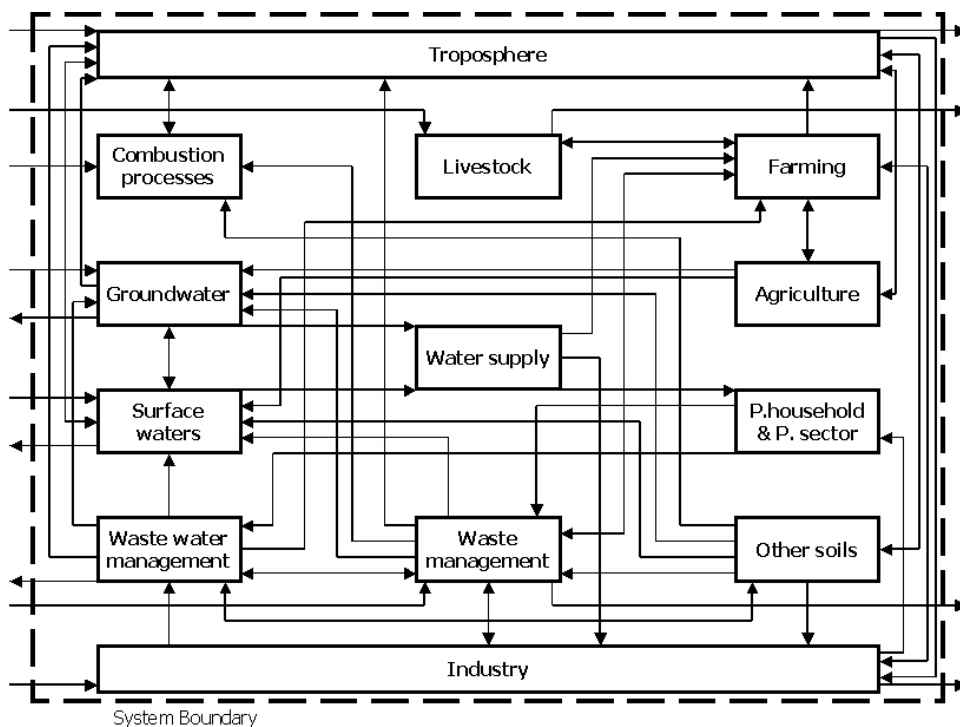 Troposphere
Combustion
processes
Livestock
Farming
Groundwater
Agriculture
Water supply
Surface
waters
P.household
& P. sector
Waste water
management
Waste
management
Other soils
Industry
System Boundary